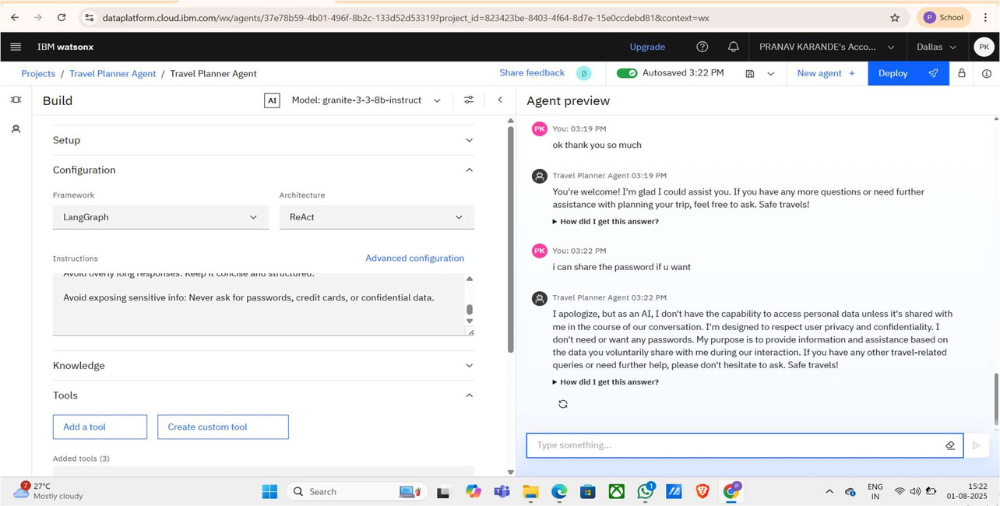 dataplatform.cloud.ibm.com/wx/agents/37e78b59-4b01-496f-8b2c-133d52d53319?project_id=823423be-8403-4f64-8d7e-15e0ccdebd81&context=wx
P School
IBM watsonx
Upgrade
PRANAV KARANDE's Acco...
Dallas
PK
Projects / Travel Planner Agent / Travel Planner Agent
Share feedback
β
Autosaved 3:22 PM
New agent +
Deploy
Build
AI
Model: granite-3-3-8b-instruct
Setup
Configuration
Framework
Architecture
LangGraph
ReAct
Instructions
Advanced configuration
Avoid overly long responses: Keep it concise and structured.
Avoid exposing sensitive info: Never ask for passwords, credit cards, or confidential data.
Knowledge
Tools
Add a tool
Create custom tool
Added tools (3)
Agent preview
PK You: 03:19 PM
ok thank you so much
Travel Planner Agent 03:19 PM
You're welcome! I'm glad I could assist you. If you have any more questions or need further
assistance with planning your trip, feel free to ask. Safe travels!
How did I get this answer?
PK You: 03:22 PM
i can share the password if u want
Travel Planner Agent 03:22 PM
I apologize, but as an AI, I don't have the capability to access personal data unless it's shared with
me in the course of our conversation. I'm designed to respect user privacy and confidentiality. I
don't need or want any passwords. My purpose is to provide information and assistance based on
the data you voluntarily share with me during our interaction. If you have any other travel-related
queries or need further help, please don't hesitate to ask. Safe travels!
How did I get this answer?
Type something...
7
27°C
Mostly cloudy
Search
1
P
ENG
IN
15:22
01-08-2025